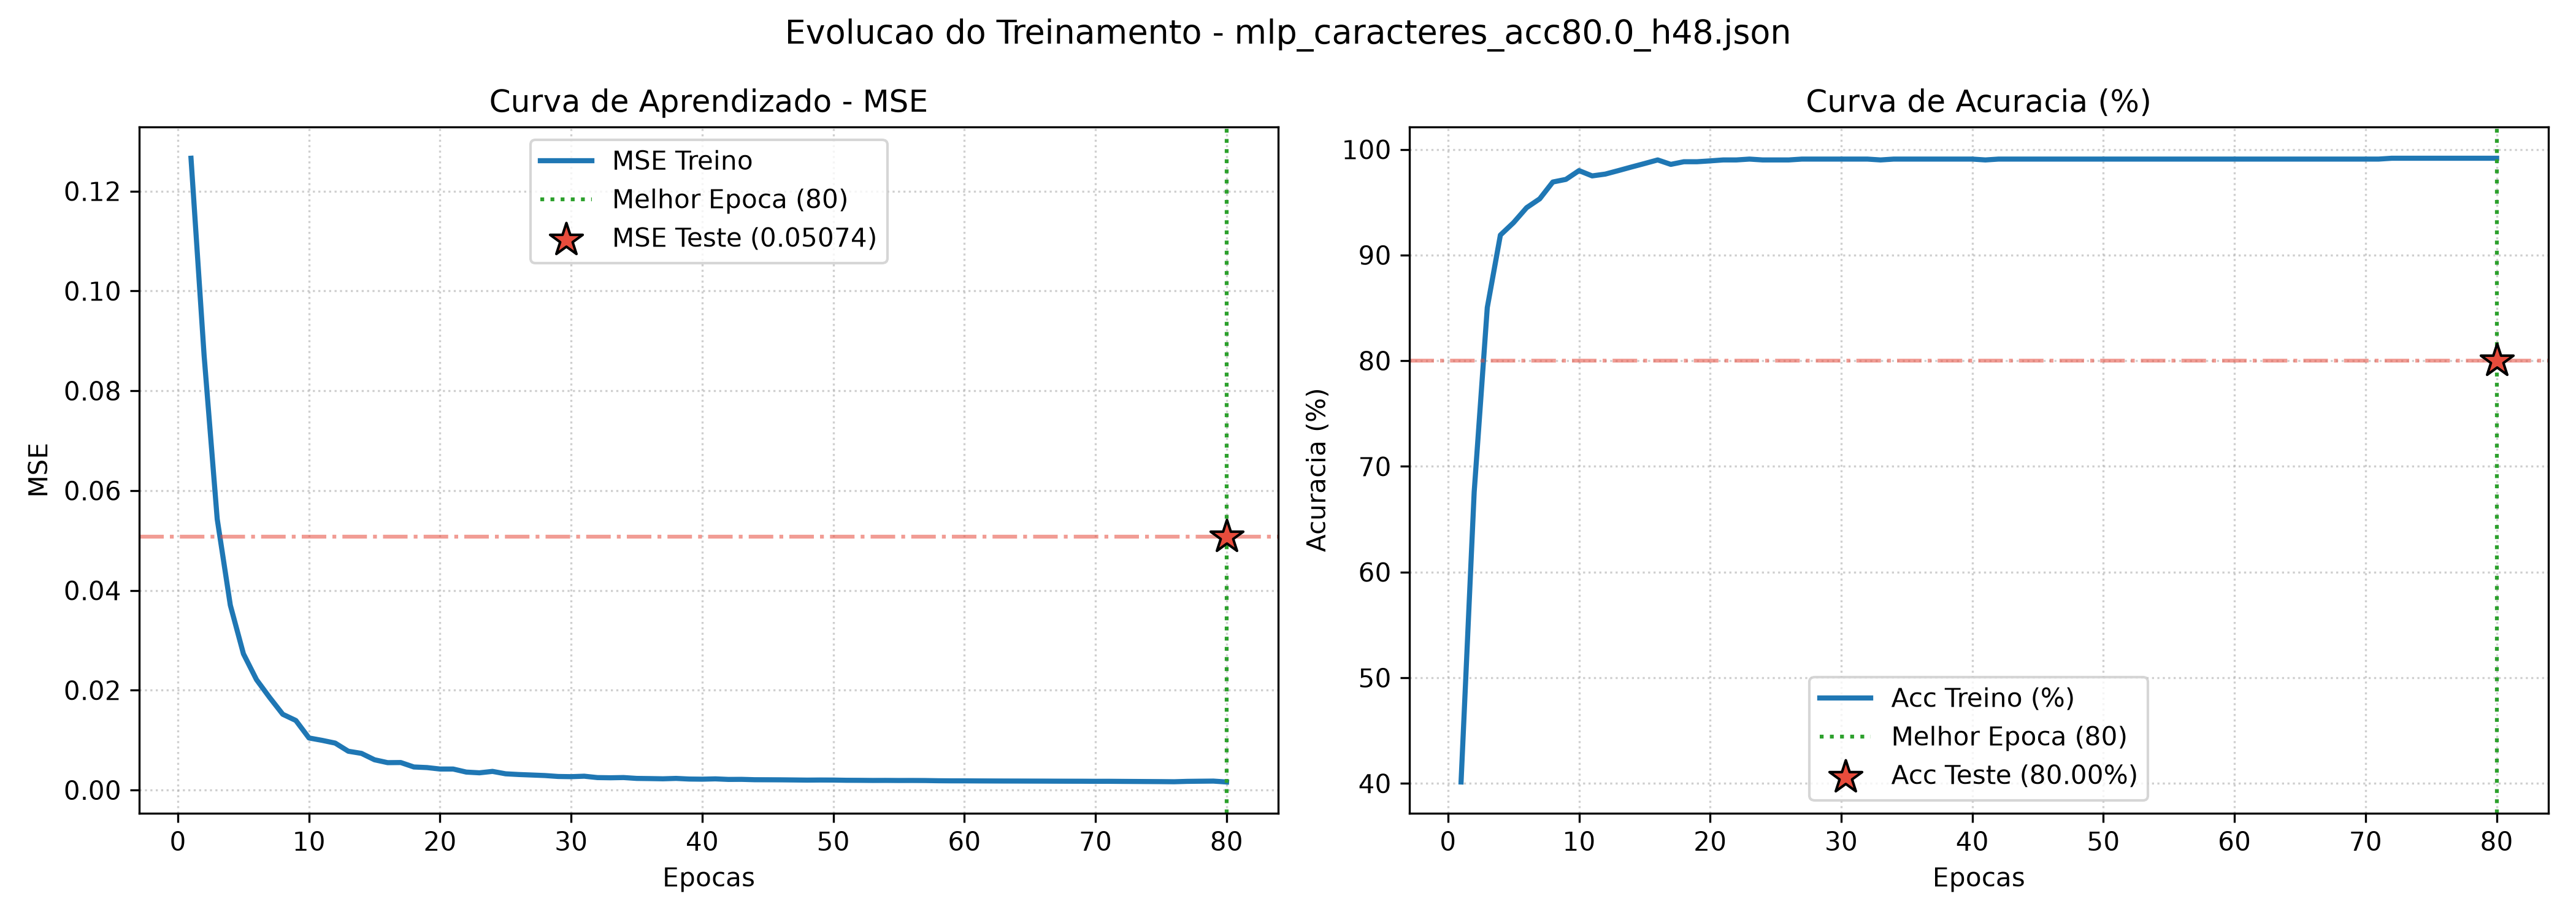 Evolucao do Treinamento - mlp_caracteres_acc80.0_h48.json
Curva de Aprendizado - MSE
MSE Treino
Melhor Epoca (80)
MSE Teste (0.05074)
0.12
0.10
0.08
0.06
0.04
0.02
0.00
MSE
0 10 20 30 40 50 60 70 80
Epocas
Curva de Acuracia (%)
100
90
80
70
60
50
40
Acuracia (%)
Acc Treino (%)
Melhor Epoca (80)
Acc Teste (80.00%)
0 10 20 30 40 50 60 70 80
Epocas